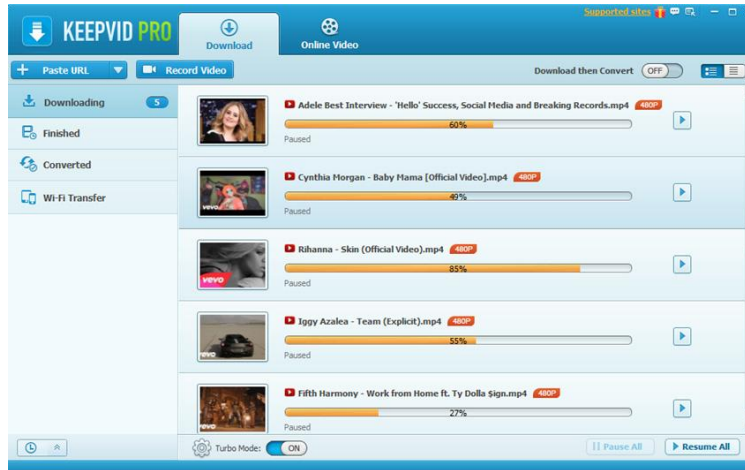 Supported sites
KEEPVID PRO
Download
Online Video
Paste URL
Record Video
Download then Convert OFF
Downloading 5
Finished
Converted
Wi-Fi Transfer
Adele Best Interview - 'Hello' Success, Social Media and Breaking Records.mp4 480P
60%
Paused
vevo
Cynthia Morgan - Baby Mama [Official Video].mp4 480P
49%
Paused
vevo
Rihanna - Skin (Official Video).mp4 480P
85%
Paused
vevo
Iggy Azalea - Team (Explicit).mp4 480P
55%
Paused
vevo
Fifth Harmony - Work from Home ft. Ty Dolla $ign.mp4 480P
27%
Paused
Turbo Mode: ON
Pause All
Resume All